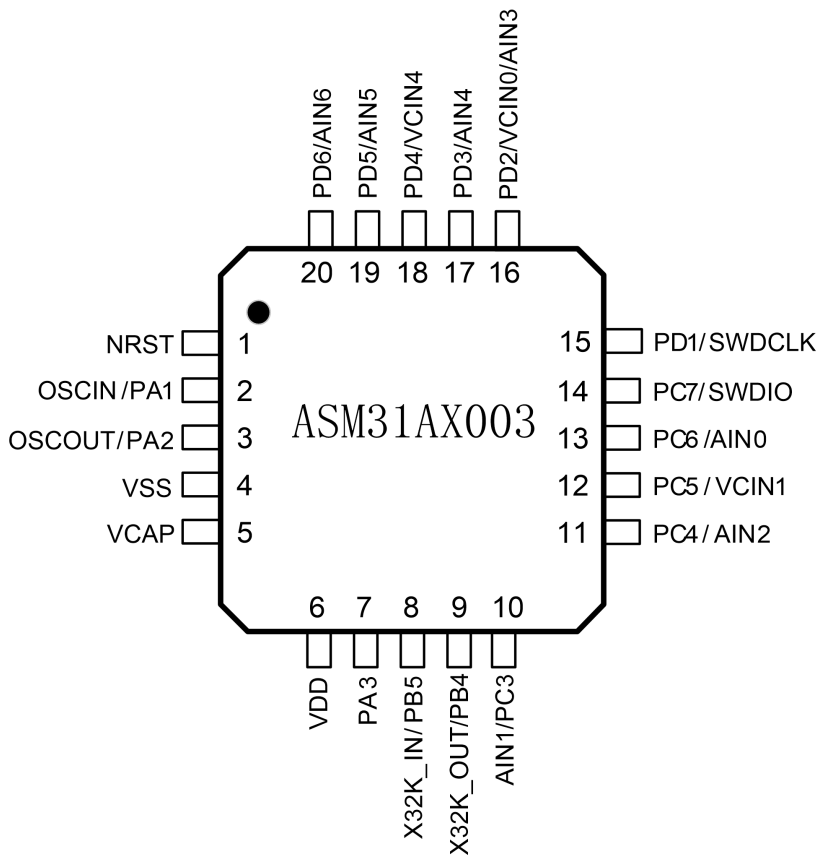 PD6/AIN6
PD5/AIN5
PD4/VCIN4
PD3/AIN4
PD2/VCIN0/AIN3
20 19 18 17 16
NRST 1
OSCIN/PA1 2
OSCOUT/PA2 3
VSS 4
VCAP 5
ASM31AX003
15 PD1/SWDCLK
14 PC7/SWDIO
13 PC6/AIN0
12 PC5/VCIN1
11 PC4/AIN2
6 7 8 9 10
VDD
PA3
X32K_IN/PB5
X32K_OUT/PB4
AIN1/PC3